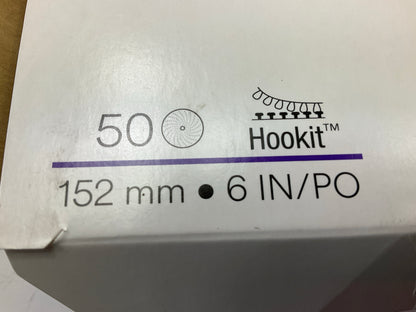 50 Hookit™
152 mm • 6 IN/PO